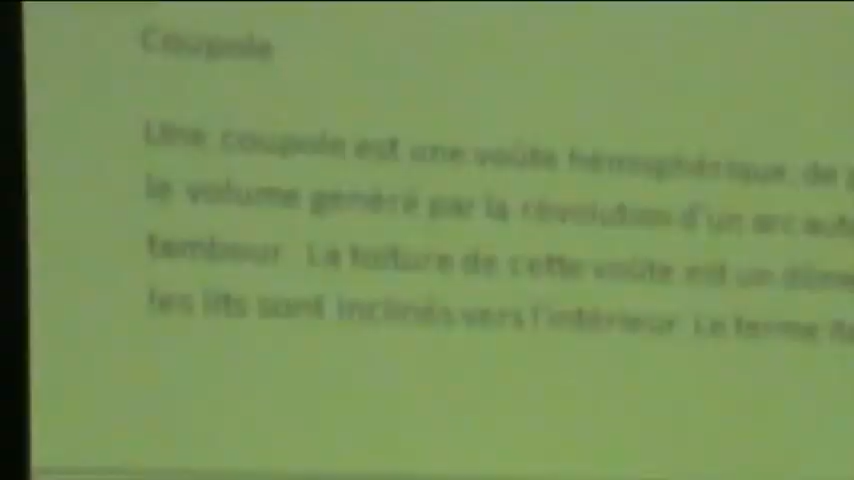 Coupole
Une coupole est une voûte hémisphérique, de
le volume généré par la révolution d'un arc
tambour. La toiture de cette voûte est un dôme
les lits sont inclinés vers l'intérieur. Le terme